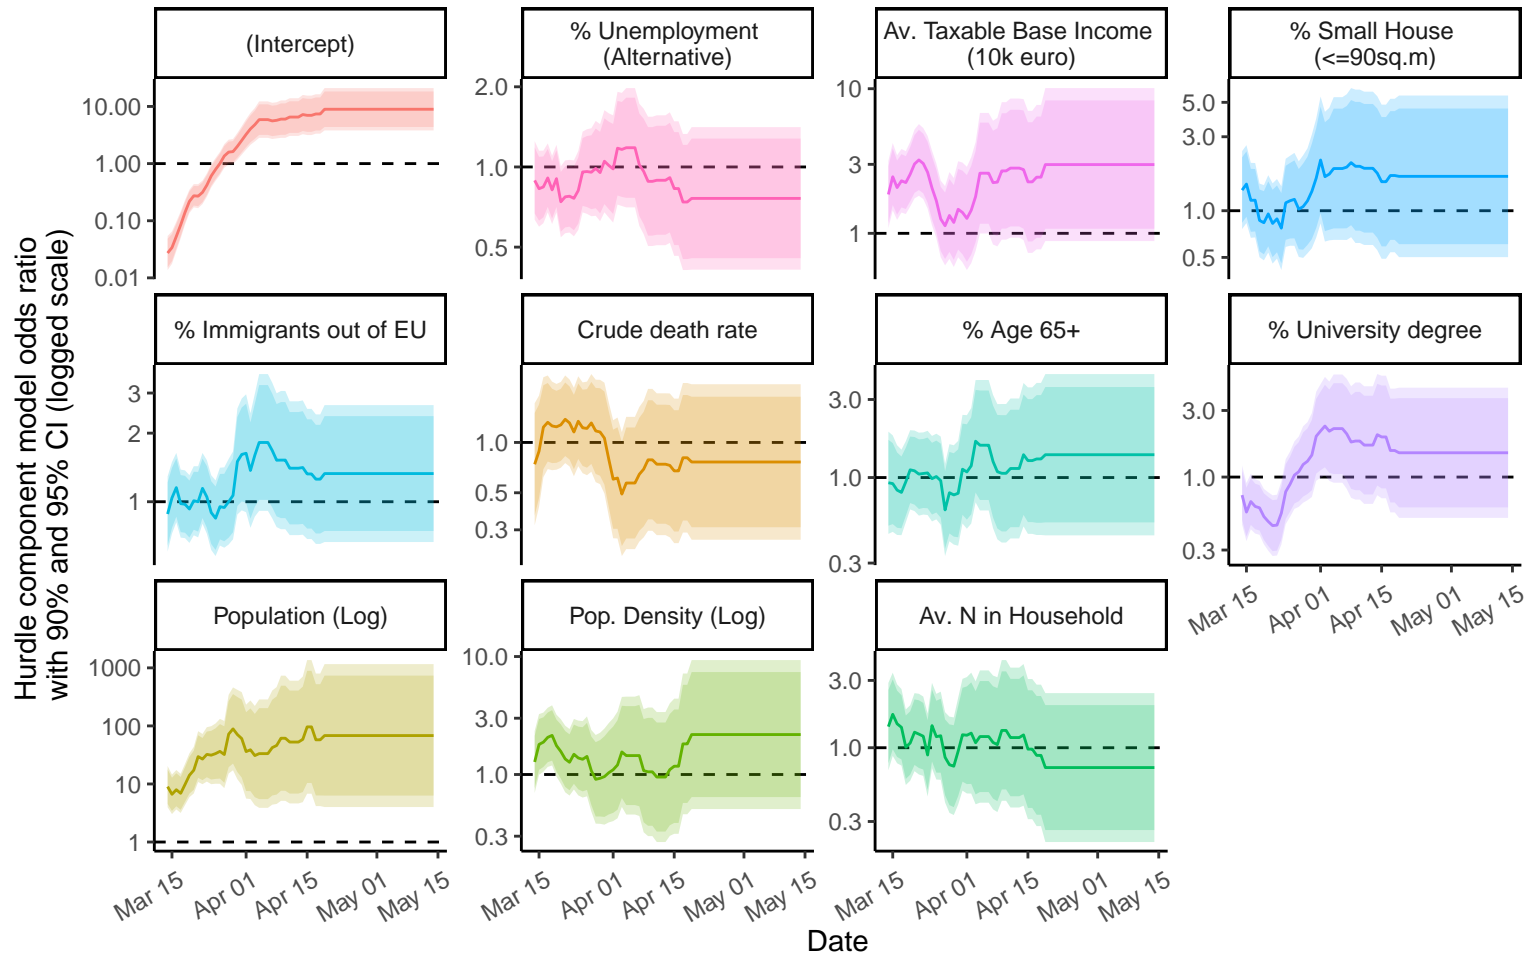 (Intercept)
% Unemployment
(Alternative)
Av. Taxable Base Income
(10k euro)
% Small House
(<=90sq.m)
10.00
1.00
0.10
0.01
2.0
1.0
0.5
10
3
1
5.0
3.0
1.0
0.5
% Immigrants out of EU
Crude death rate
% Age 65+
% University degree
3
2
1
1.0
0.5
0.3
3.0
1.0
0.3
3.0
1.0
0.3
Mar 15
Apr 01
Apr 15
May 01
May 15
Population (Log)
Pop. Density (Log)
Av. N in Household
1000
100
10
1
10.0
3.0
1.0
0.3
3.0
1.0
0.3
Mar 15
Apr 01
Apr 15
May 01
May 15
Mar 15
Apr 01
Apr 15
May 01
May 15
Mar 15
Apr 01
Apr 15
May 01
May 15
Date
Hurdle component model odds ratio
with 90% and 95% CI (logged scale)